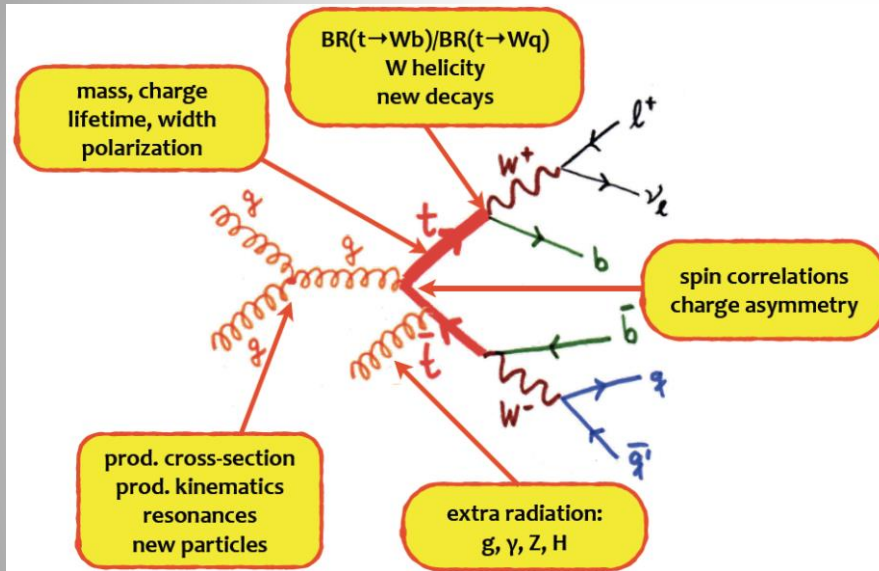 BR(t→Wb)/BR(t→Wq)
W helicity
new decays
mass, charge
lifetime, width
polarization
l⁺
W⁺
νₗ
g
t
g
b
spin correlations
charge asymmetry
b̄
g
t̄
W⁻
q
q̄'
prod. cross-section
prod. kinematics
resonances
new particles
extra radiation:
g, γ, Z, H